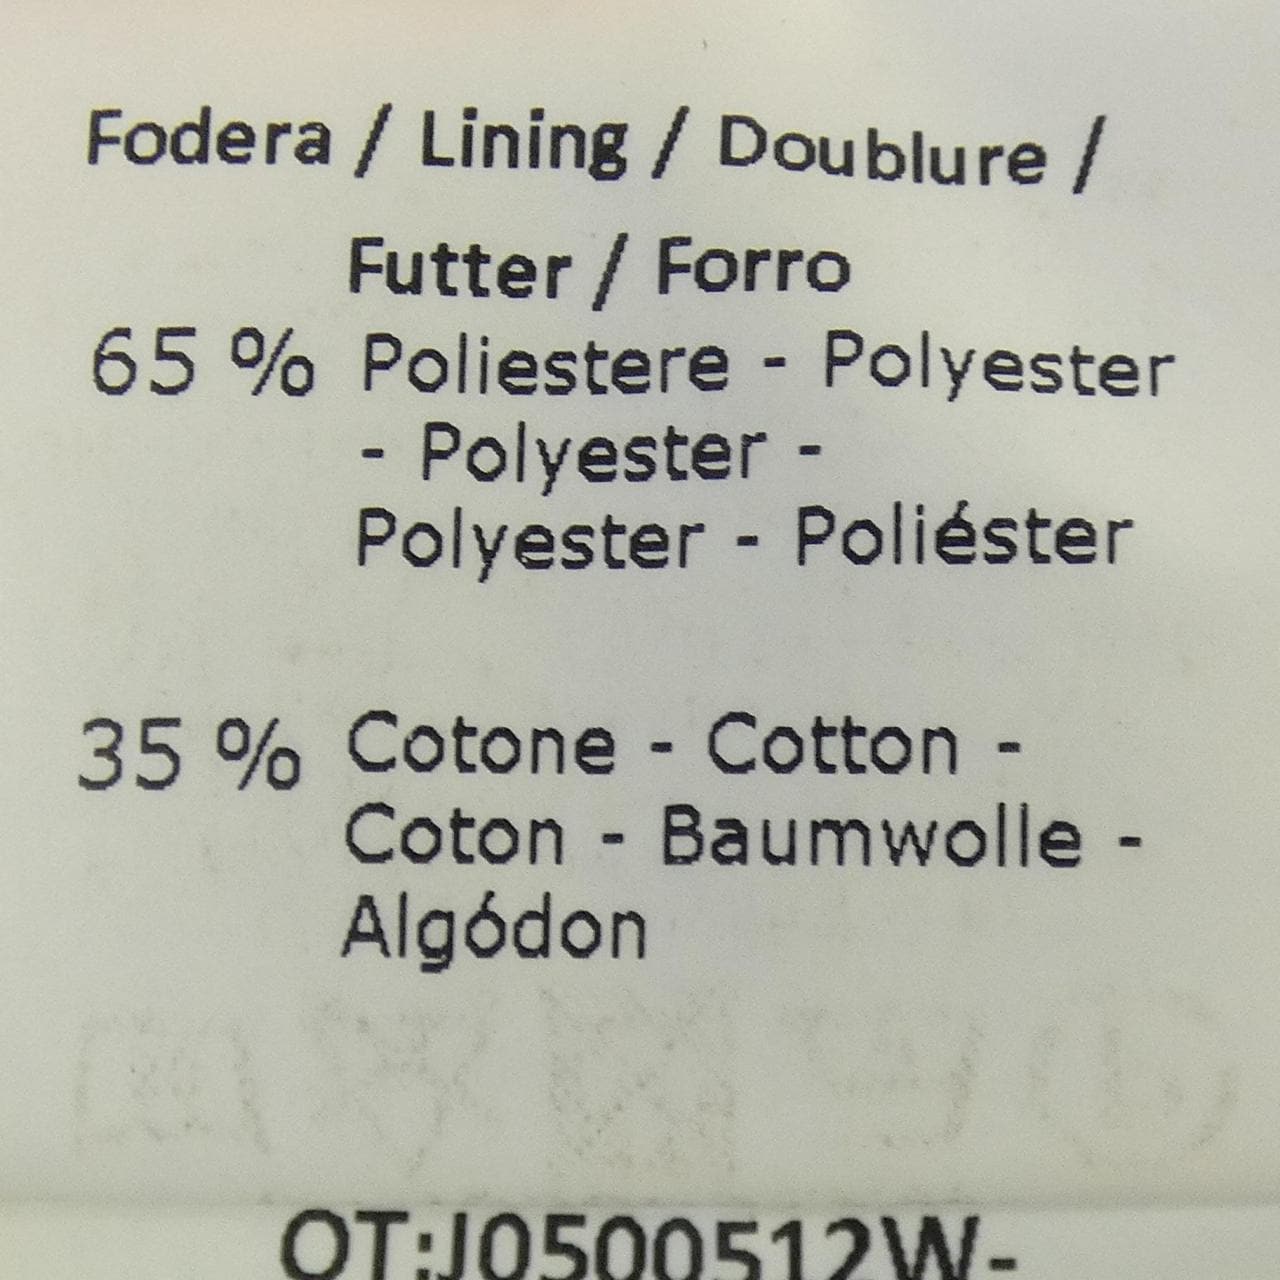 Fodera / Lining / Doublure /
Futter / Forro
65 % Poliestere - Polyester
- Polyester -
Polyester - Poliéster
35 % Cotone - Cotton -
Coton - Baumwolle -
Algódon
OT:J0500512W-